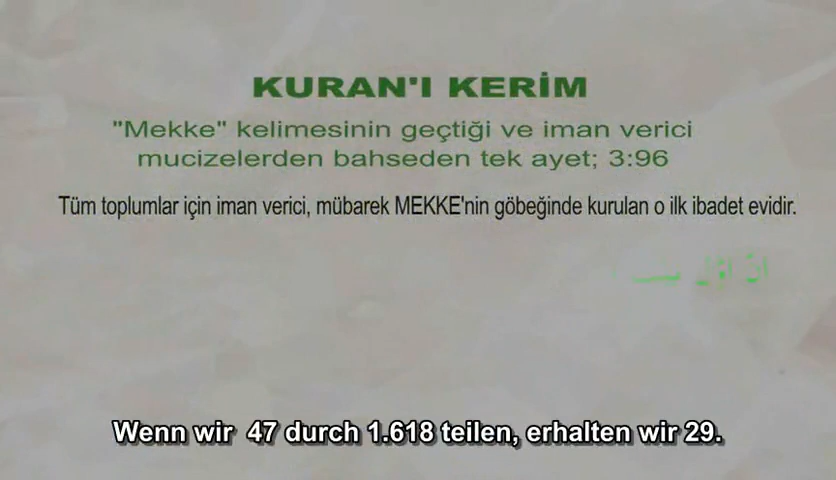 KURAN'I KERİM
"Mekke" kelimesinin geçtiği ve iman verici
mucizelerden bahseden tek ayet; 3:96
Tüm toplumlar için iman verici, mübarek MEKKE'nin göbeğinde kurulan o ilk ibadet evidir.
Wenn wir 47 durch 1.618 teilen, erhalten wir 29.